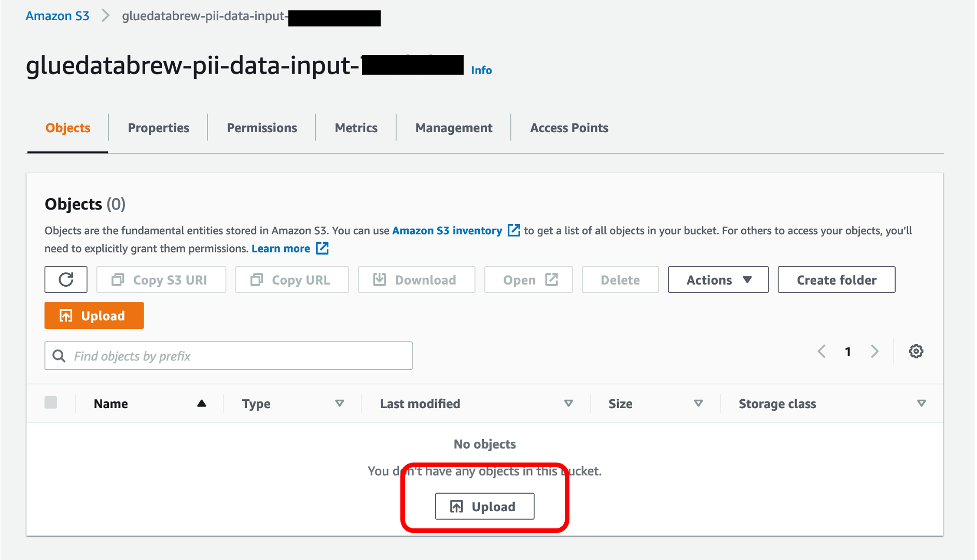 Amazon S3 > gluedatabrew-pii-data-input-
gluedatabrew-pii-data-input- Info
Objects Properties Permissions Metrics Management Access Points
Objects (0)
Objects are the fundamental entities stored in Amazon S3. You can use Amazon S3 inventory to get a list of all objects in your bucket. For others to access your objects, you'll
need to explicitly grant them permissions. Learn more
Copy S3 URI Copy URL Download Open Delete Actions Create folder
Upload
Find objects by prefix 1
Name Type Last modified Size Storage class
No objects
You don't have any objects in this bucket.
Upload